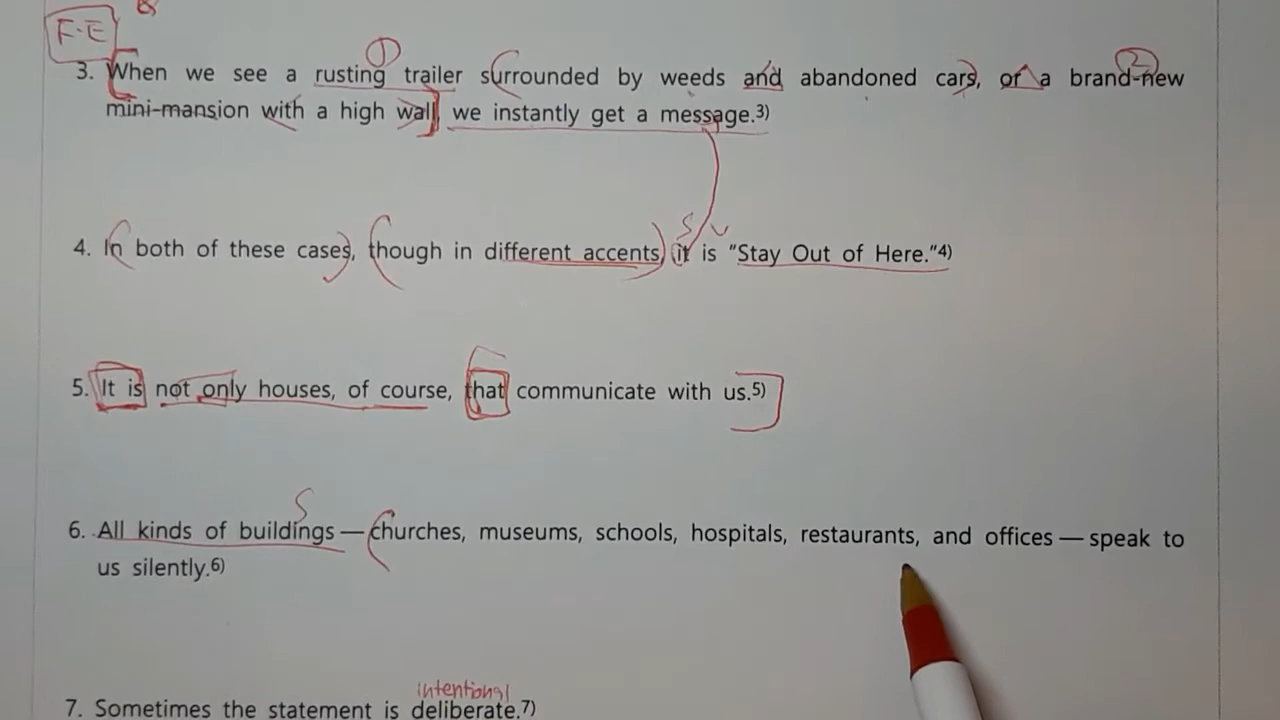 F·E
①
②
3. When we see a rusting trailer surrounded by weeds and abandoned cars, or a brand-new
mini-mansion with a high wall, we instantly get a message.3)
S V
4. In both of these cases, though in different accents, it is "Stay Out of Here."4)
5. It is not only houses, of course, that communicate with us.5)
S
6. All kinds of buildings — churches, museums, schools, hospitals, restaurants, and offices — speak to
us silently.6)
intentional
7. Sometimes the statement is deliberate.7)